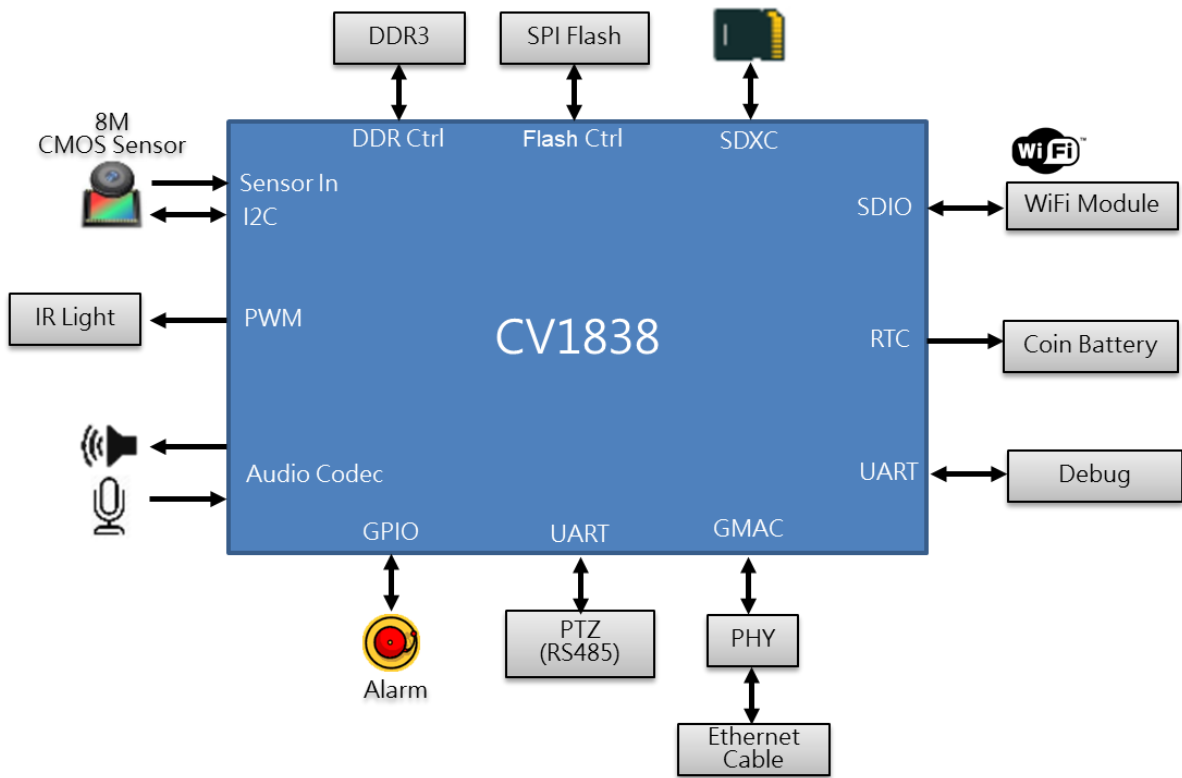 DDR3
SPI Flash
8M
CMOS Sensor
DDR Ctrl
Flash Ctrl
SDXC
WiFi™
Sensor In
I2C
SDIO
WiFi Module
IR Light
PWM
CV1838
RTC
Coin Battery
Audio Codec
UART
Debug
GPIO
UART
GMAC
PTZ
(RS485)
PHY
Alarm
Ethernet
Cable